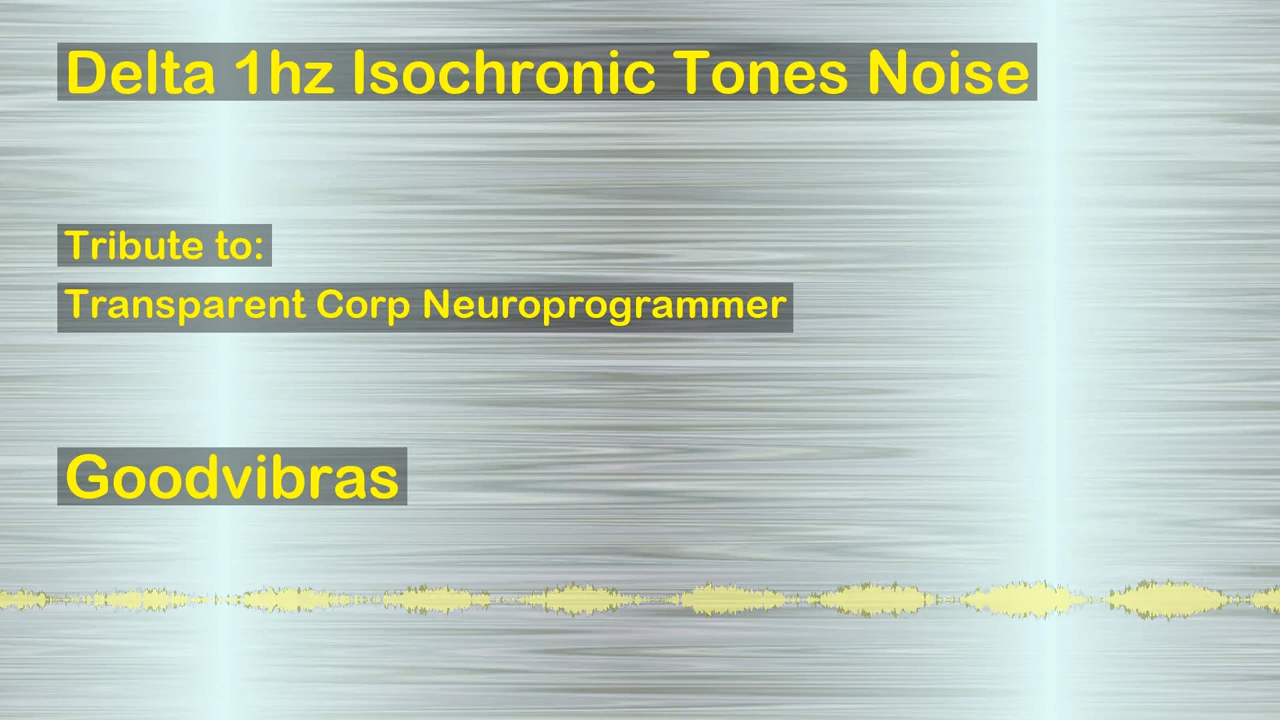 Delta 1hz Isochronic Tones Noise
Tribute to:
Transparent Corp Neuroprogrammer
Goodvibras